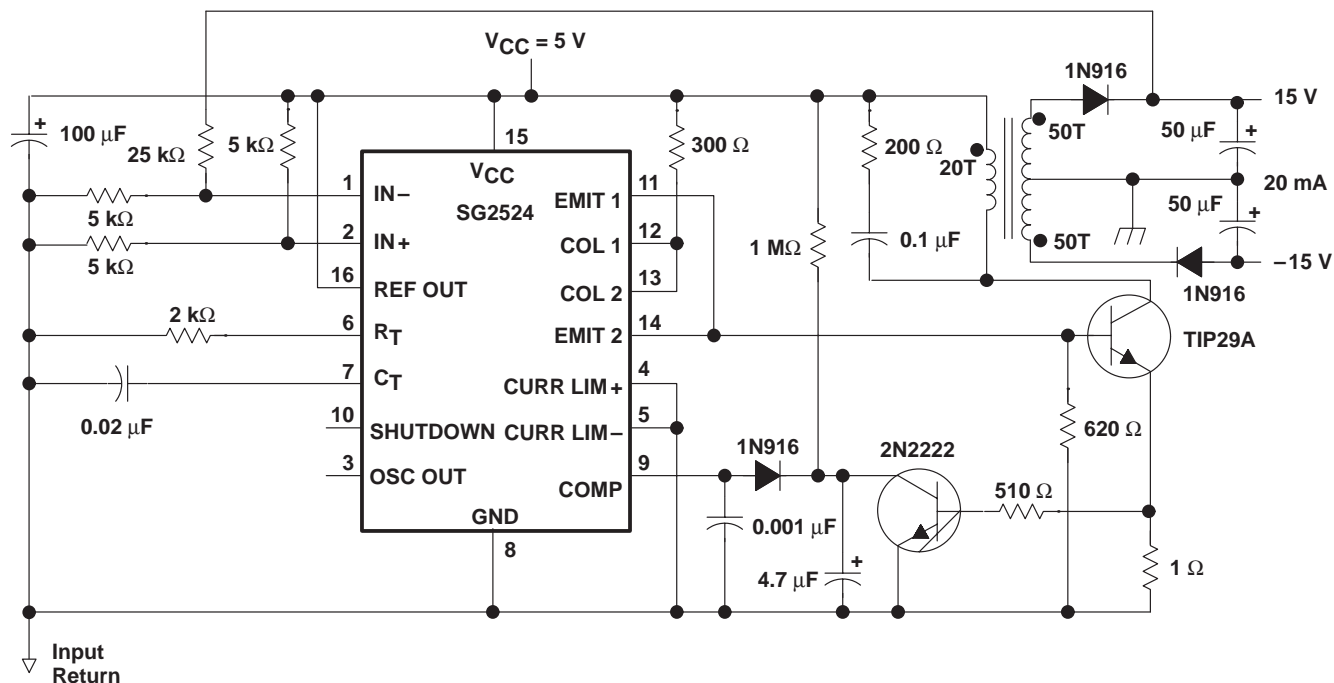 VCC = 5 V
1N916
15 V
100 µF
25 kΩ
5 kΩ
15
VCC
SG2524
300 Ω
200 Ω
20T
50T
50 µF
20 mA
50 µF
50T
–15 V
1N916
5 kΩ
5 kΩ
1
IN–
2
IN+
16
REF OUT
2 kΩ
6
RT
7
CT
0.02 µF
10
SHUTDOWN
3
OSC OUT
11
EMIT 1
12
COL 1
13
COL 2
14
EMIT 2
4
CURR LIM+
5
CURR LIM–
9
COMP
GND
8
1 MΩ
0.1 µF
TIP29A
620 Ω
1N916
2N2222
510 Ω
0.001 µF
4.7 µF
1 Ω
Input
Return